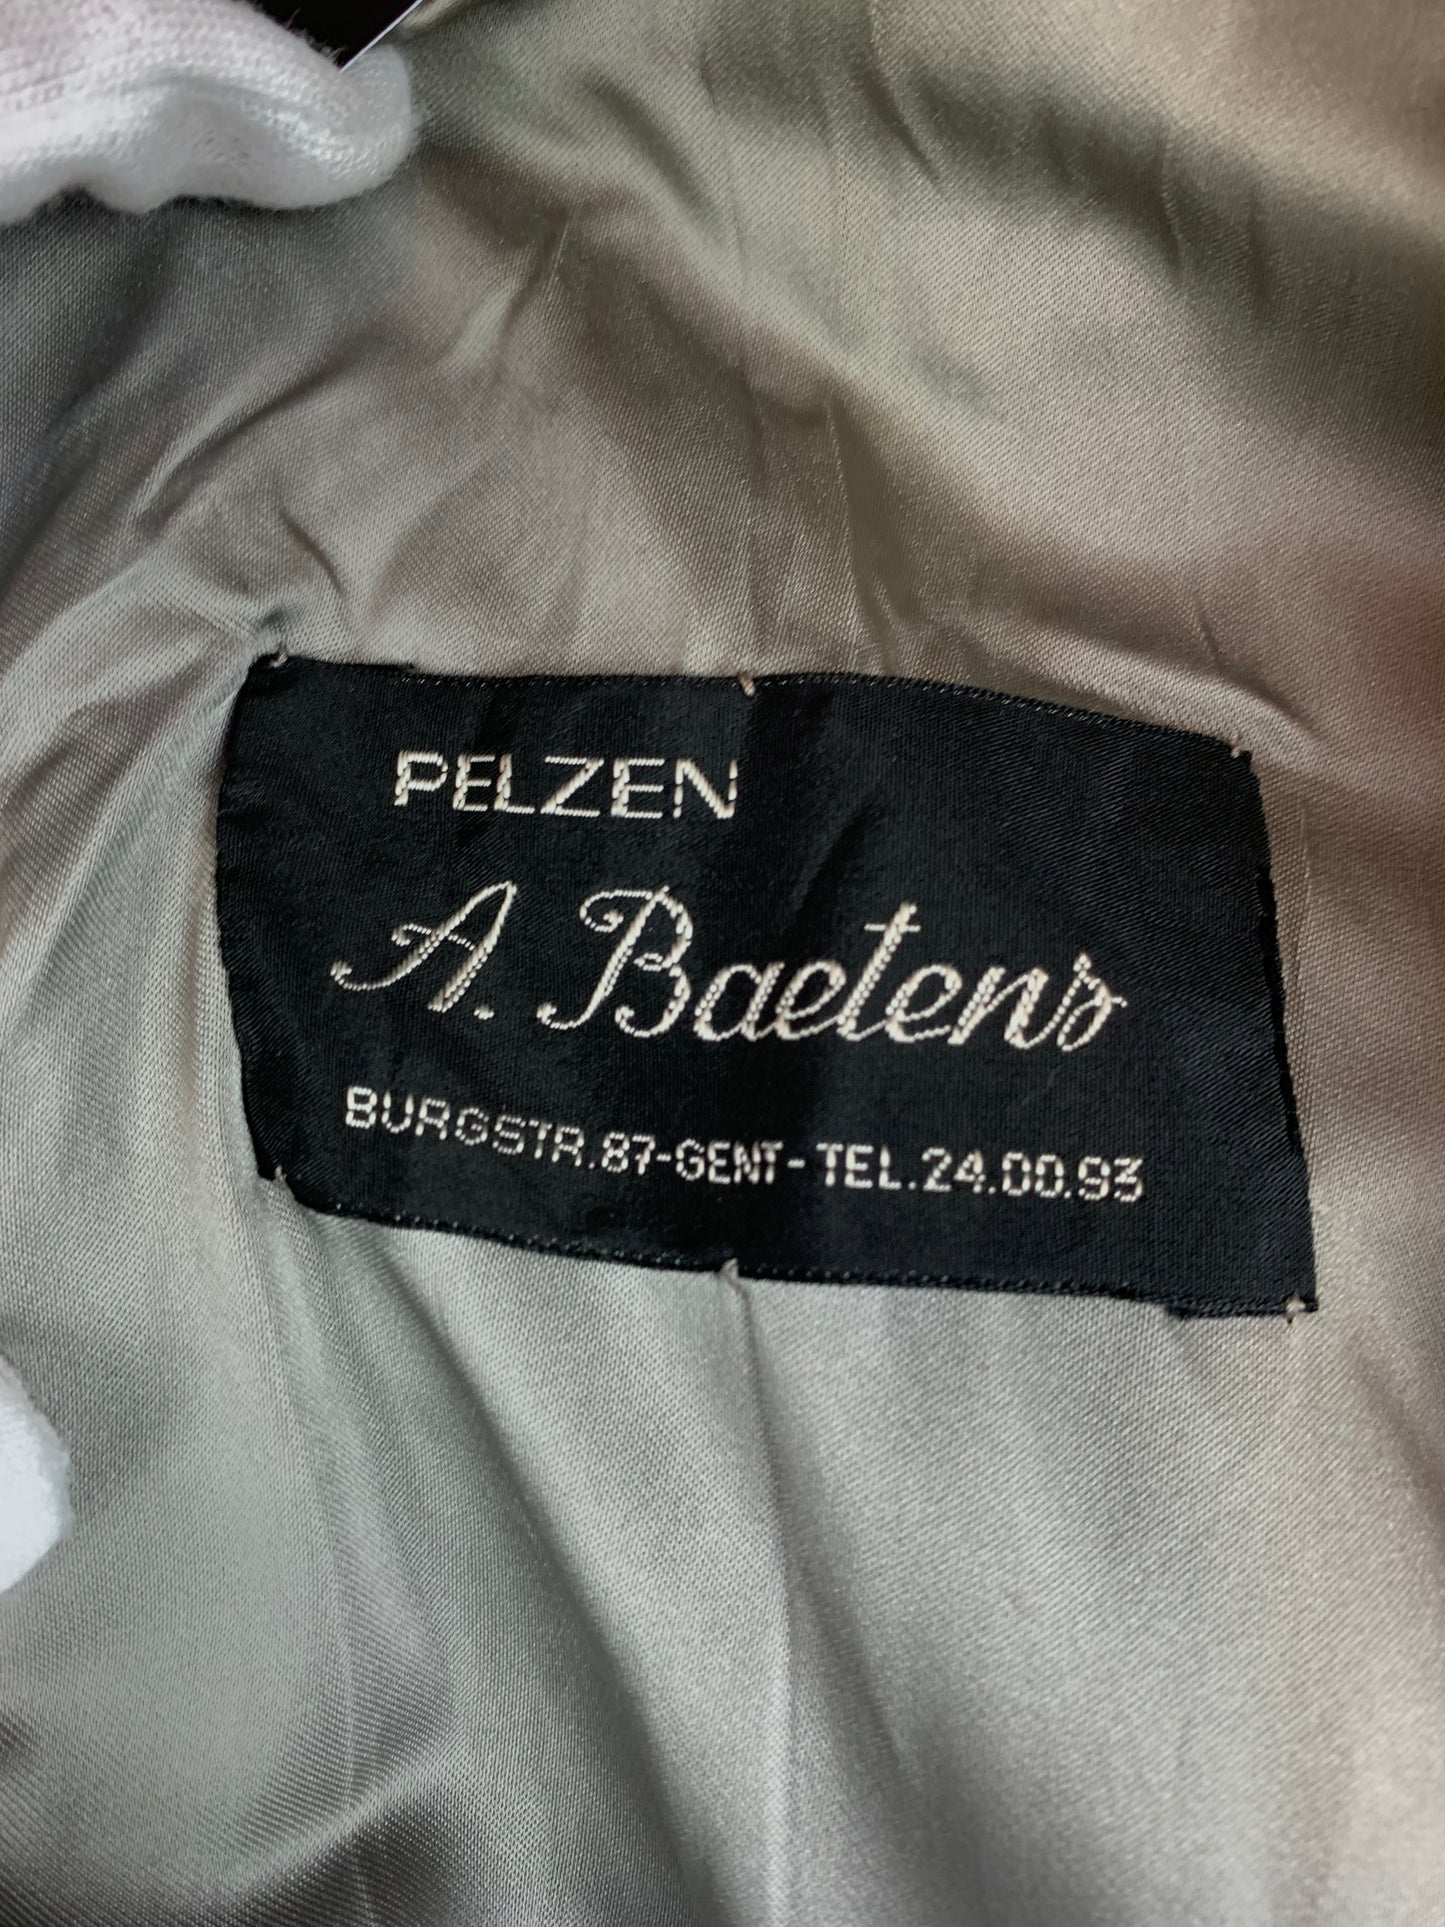 PELZEN
A. Baetens
BURGSTR.87-GENT-TEL.24.00.93